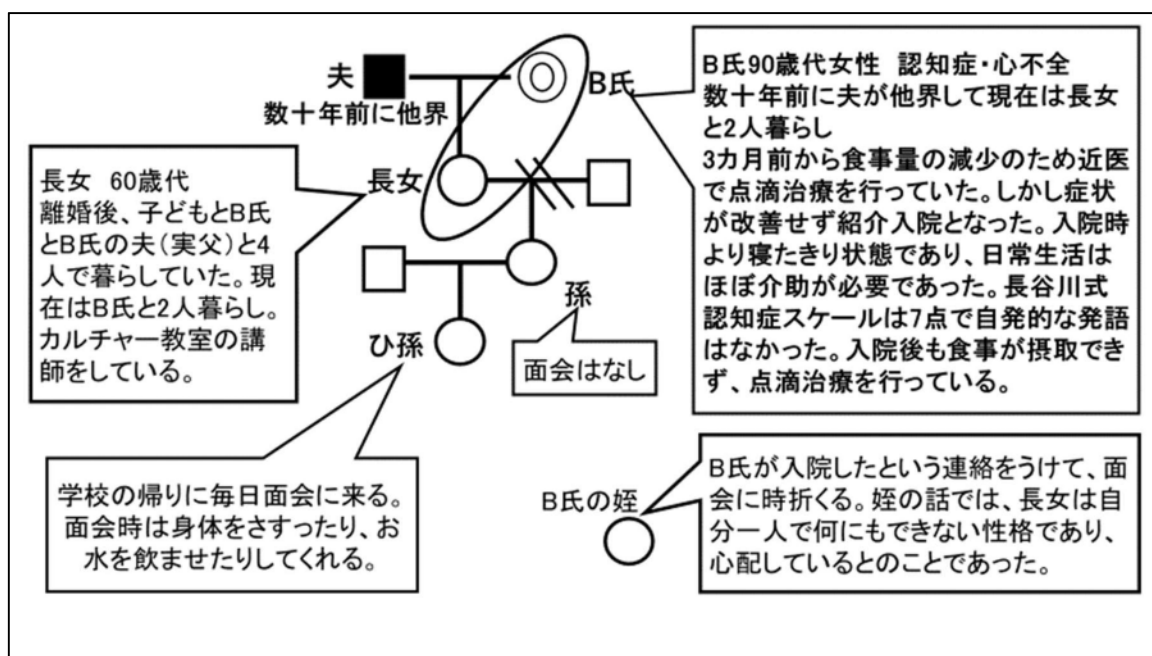 夫
数十年前に他界
B氏
B氏90歳代女性 認知症・心不全
数十年前に夫が他界して現在は長女
と2人暮らし
3カ月前から食事量の減少のため近医
で点滴治療を行っていた。しかし症状
が改善せず紹介入院となった。入院時
より寝たきり状態であり、日常生活は
ほぼ介助が必要であった。長谷川式
認知症スケールは7点で自発的な発語
はなかった。入院後も食事が摂取でき
ず、点滴治療を行っている。
長女 60歳代
離婚後、子どもとB氏
とB氏の夫（実父）と4
人で暮らしていた。現
在はB氏と2人暮らし。
カルチャー教室の講
師をしている。
長女
孫
面会はなし
ひ孫
学校の帰りに毎日面会に来る。
面会時は身体をさすったり、お
水を飲ませたりしてくれる。
B氏の姪
B氏が入院したという連絡をうけて、面
会に時折くる。姪の話では、長女は自
分一人で何にもできない性格であり、
心配しているとのことであった。